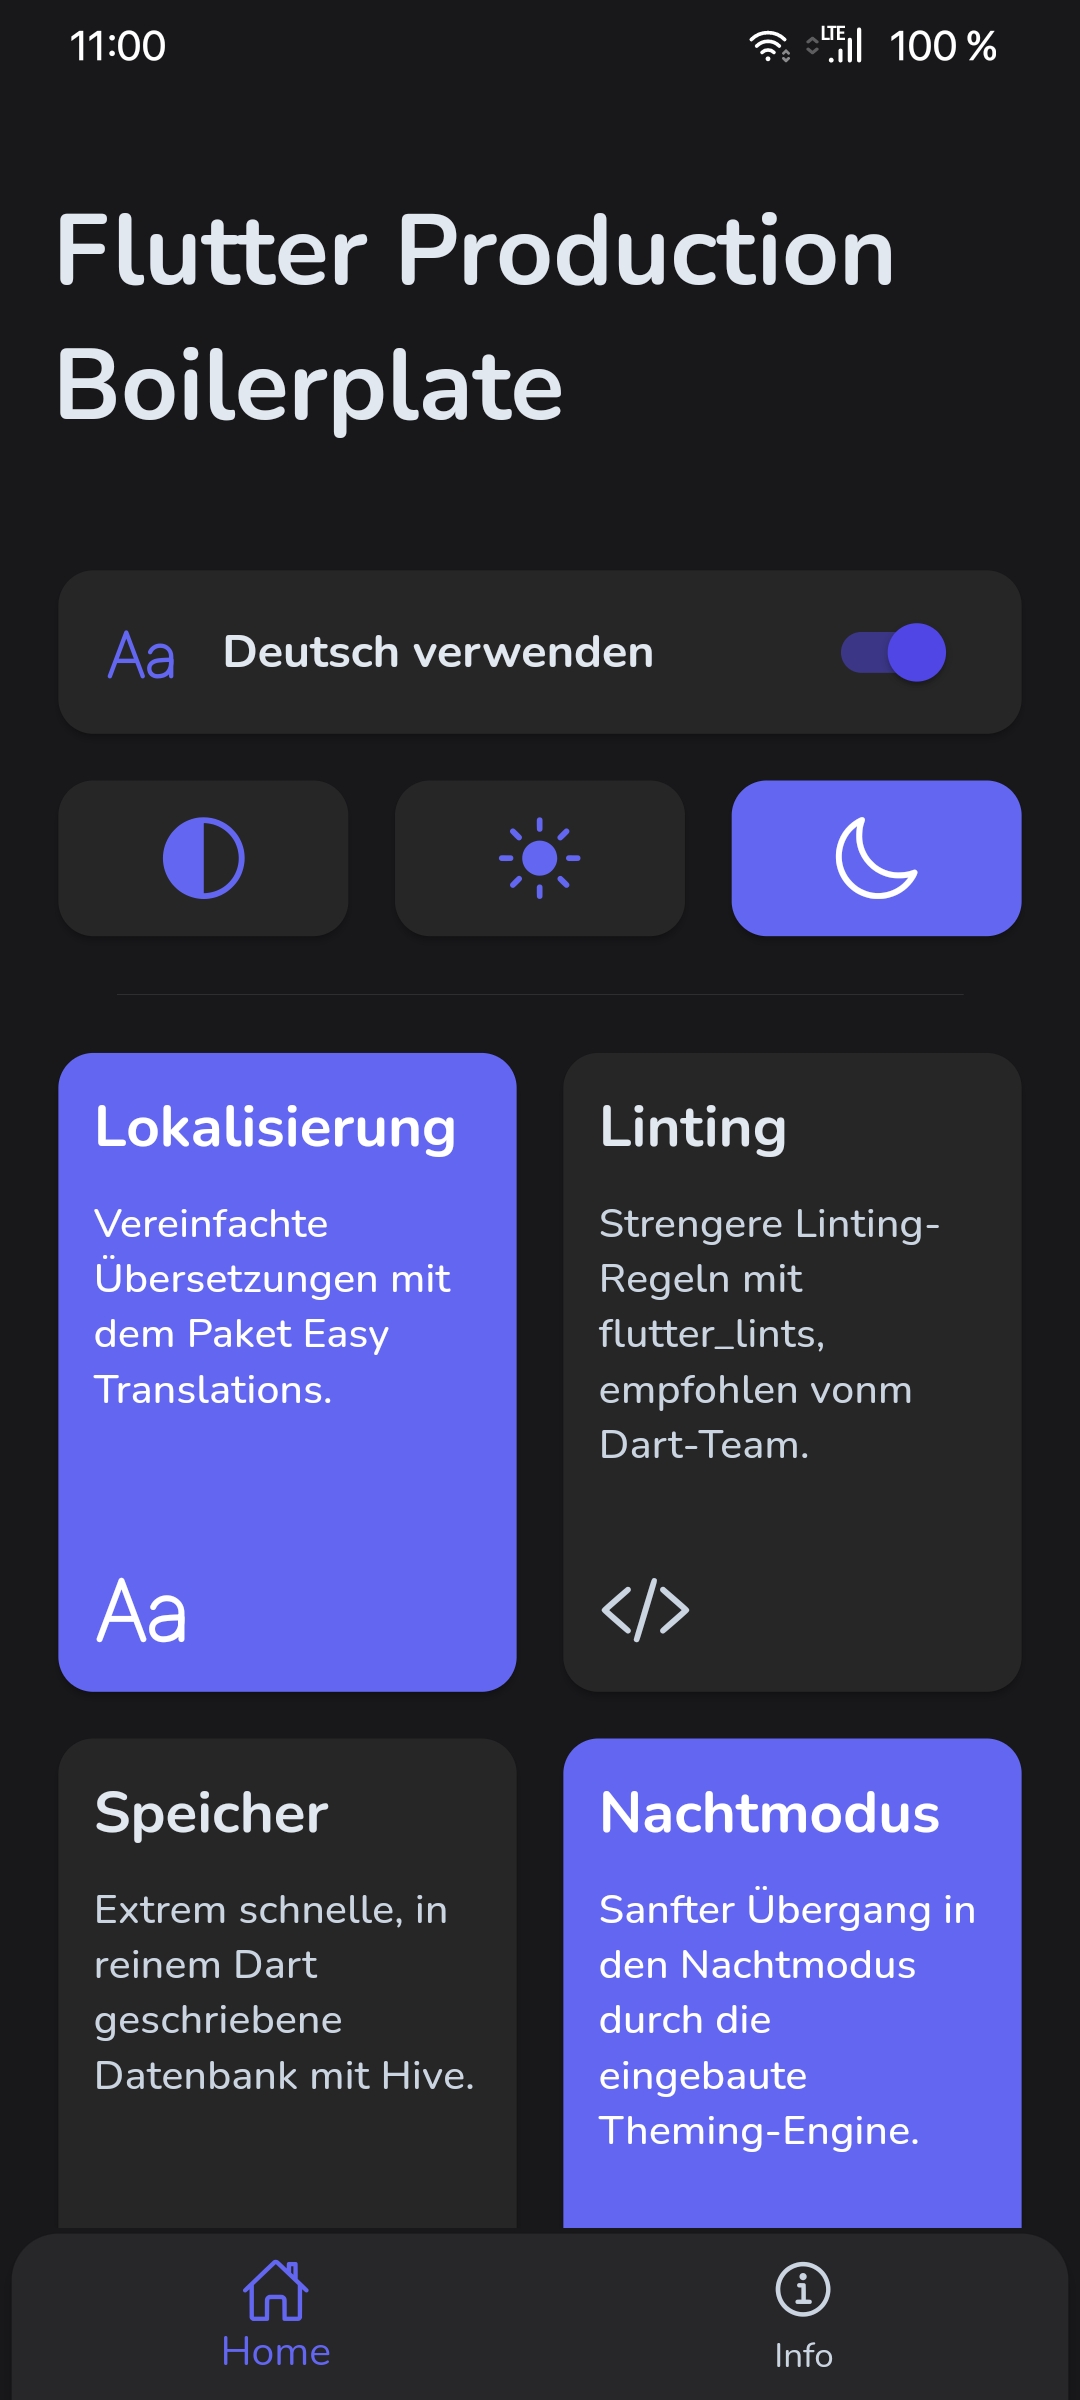 11:00
LTE 100 %
Flutter Production
Boilerplate
Aa Deutsch verwenden
Lokalisierung
Vereinfachte
Übersetzungen mit
dem Paket Easy
Translations.
Aa
Linting
Strengere Linting-
Regeln mit
flutter_lints,
empfohlen vonm
Dart-Team.
</>
Speicher
Extrem schnelle, in
reinem Dart
geschriebene
Datenbank mit Hive.
Nachtmodus
Sanfter Übergang in
den Nachtmodus
durch die
eingebaute
Theming-Engine.
Home
Info